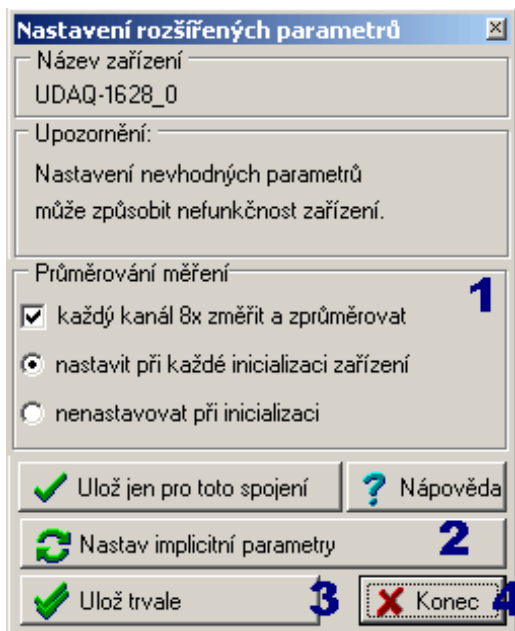 Nastavení rozšířených parametrů
Název zařízení
UDAQ-1628_0
Upozornění:
Nastavení nevhodných parametrů
může způsobit nefunkčnost zařízení.
Průměrování měření
1
každý kanál 8x změřit a zprůměrovat
nastavit při každé inicializaci zařízení
nenastavovat při inicializaci
Ulož jen pro toto spojení ? Nápověda
Nastav implicitní parametry 2
Ulož trvale 3 Konec 4